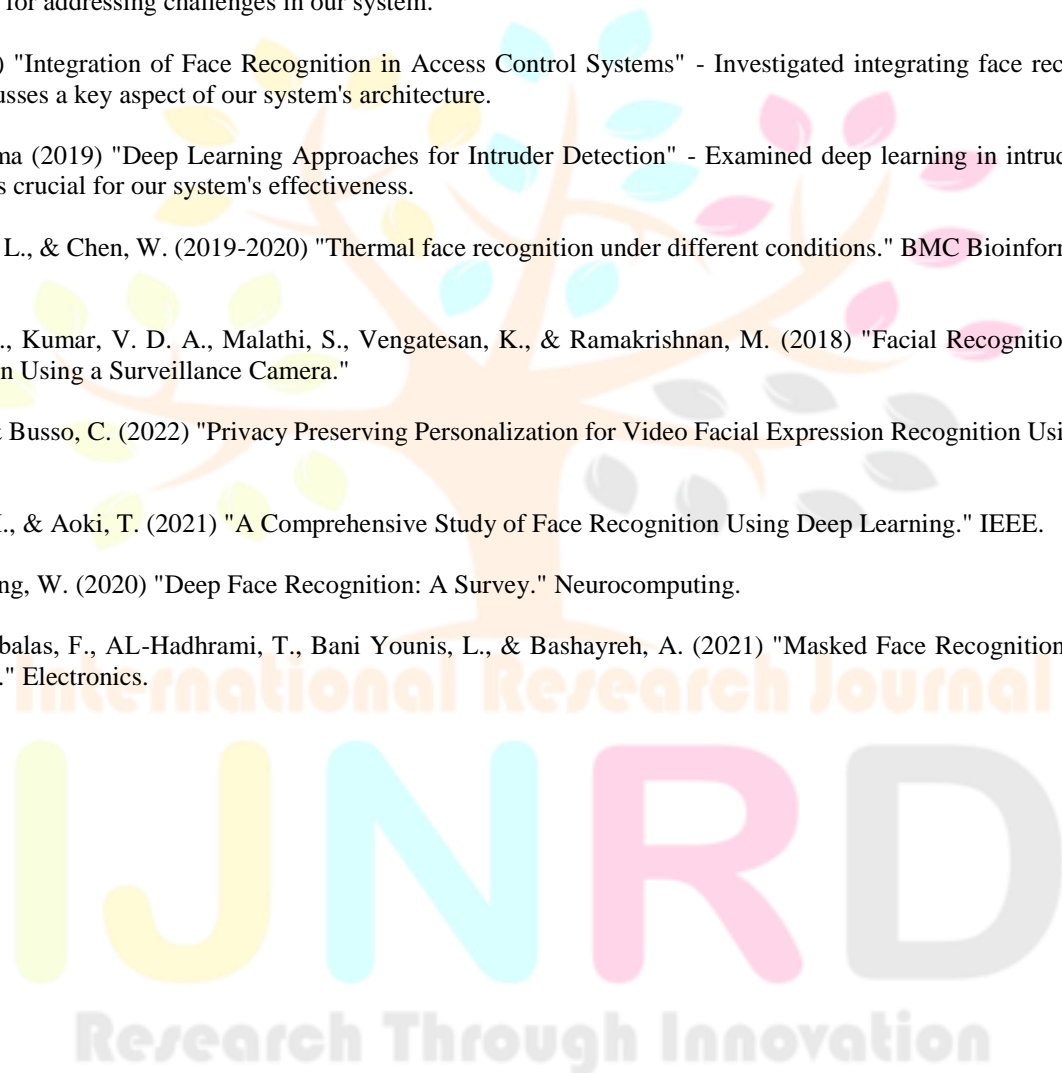 for addressing challenges in our system.
) "Integration of Face Recognition in Access Control Systems" - Investigated integrating face rec
usses a key aspect of our system's architecture.
ma (2019) "Deep Learning Approaches for Intruder Detection" - Examined deep learning in intrud
s crucial for our system's effectiveness.
L., & Chen, W. (2019-2020) "Thermal face recognition under different conditions." BMC Bioinforn
., Kumar, V. D. A., Malathi, S., Vengatesan, K., & Ramakrishnan, M. (2018) "Facial Recognitio
n Using a Surveillance Camera."
& Busso, C. (2022) "Privacy Preserving Personalization for Video Facial Expression Recognition Usi
I., & Aoki, T. (2021) "A Comprehensive Study of Face Recognition Using Deep Learning." IEEE.
ng, W. (2020) "Deep Face Recognition: A Survey." Neurocomputing.
balas, F., AL-Hadhrami, T., Bani Younis, L., & Bashayreh, A. (2021) "Masked Face Recognition
." Electronics.
International Research Journal
IJNRD
Research Through Innovation